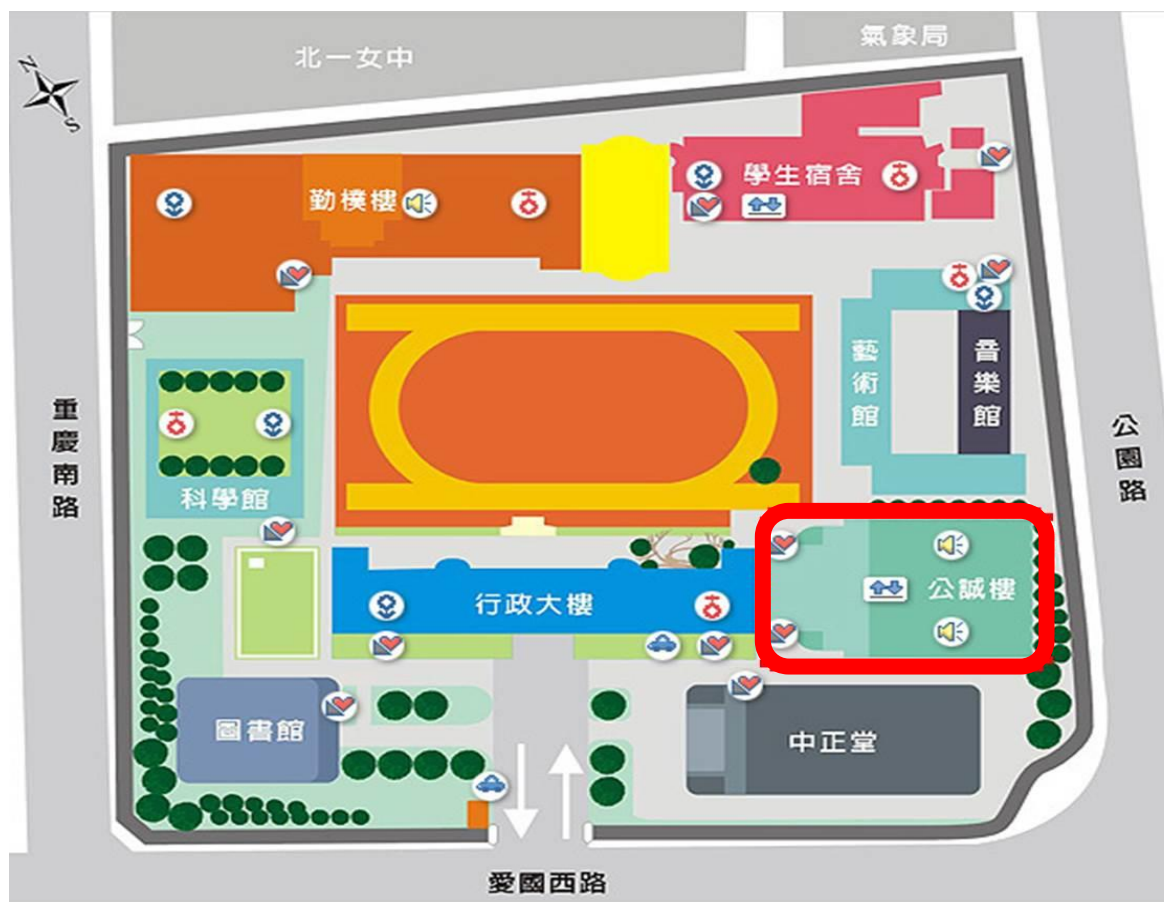 北一女中
氣象局
N
S
勤樸樓
學生宿舍
藝術館
音樂館
科學館
重慶南路
公園路
行政大樓
公誠樓
圖書館
中正堂
愛國西路